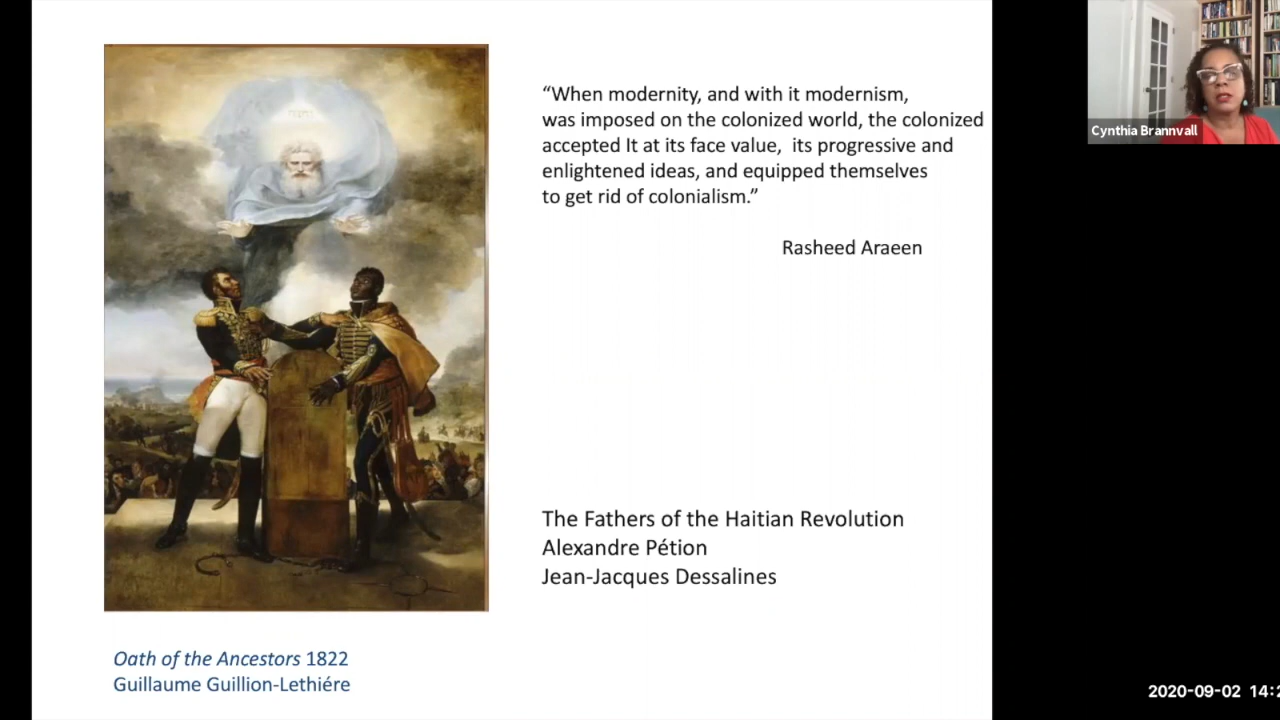 “When modernity, and with it modernism,
was imposed on the colonized world, the colonized
accepted It at its face value, its progressive and
enlightened ideas, and equipped themselves
to get rid of colonialism.”
Rasheed Araeen
The Fathers of the Haitian Revolution
Alexandre Pétion
Jean-Jacques Dessalines
Oath of the Ancestors 1822
Guillaume Guillion-Lethiére
Cynthia Brannvall
2020-09-02 14:2